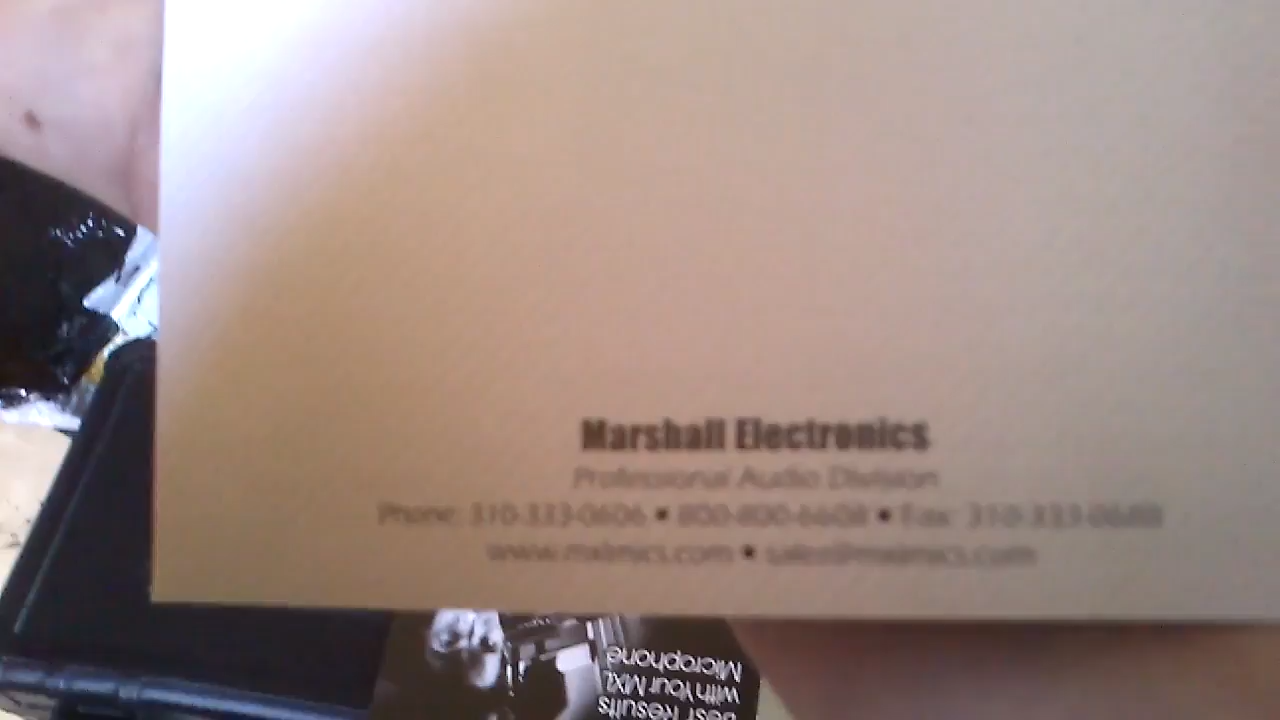 Marshall Electronics
Professional Audio Division
Phone: 310-333-0606 • 800-800-6608 • Fax: 310-333-0688
www.mxlmics.com • sales@mxlmics.com
Best Results
with Your MXL
Microphone